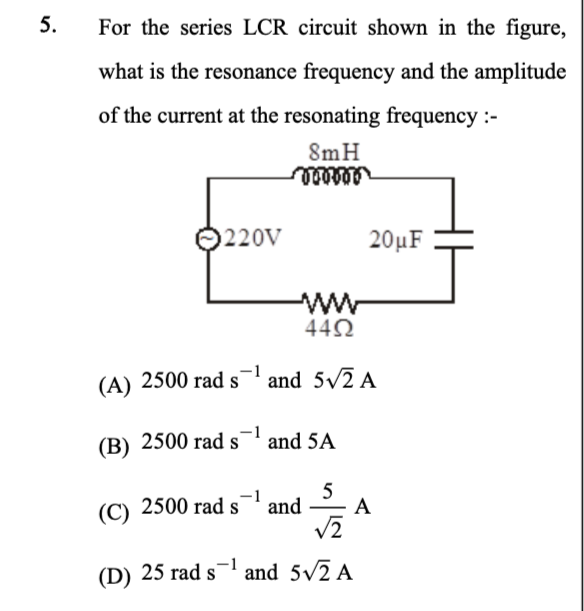 5. For the series LCR circuit shown in the figure,
what is the resonance frequency and the amplitude
of the current at the resonating frequency :-
8mH
220V
20µF
44Ω
(A) 2500 rad s⁻¹ and 5√2 A
(B) 2500 rad s⁻¹ and 5A
(C) 2500 rad s⁻¹ and 5/√2 A
(D) 25 rad s⁻¹ and 5√2 A